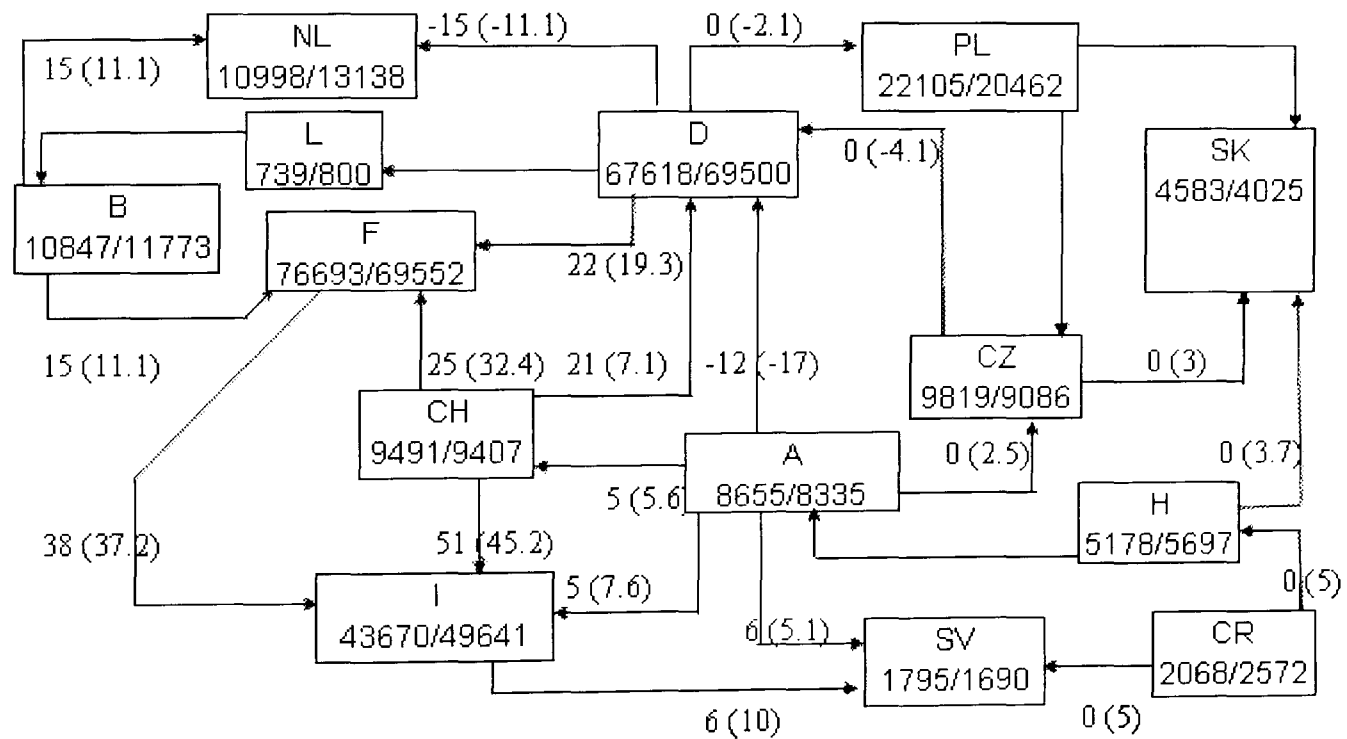 -15 (-11.1)
0 (-2.1)
NL
10998/13138
PL
22105/20462
15 (11.1)
L
739/800
D
67618/69500
0 (-4.1)
SK
4583/4025
B
10847/11773
F
76693/69552
22 (19.3)
15 (11.1)
25 (32.4)
21 (7.1)
-12 (-17)
CZ
9819/9086
0 (3)
CH
9491/9407
A
8655/8335
0 (2.5)
0 (3.7)
5 (5.6)
H
5178/5697
38 (37.2)
51 (45.2)
5 (7.6)
0 (5)
I
43670/49641
6 (5.1)
SV
1795/1690
CR
2068/2572
6 (10)
0 (5)